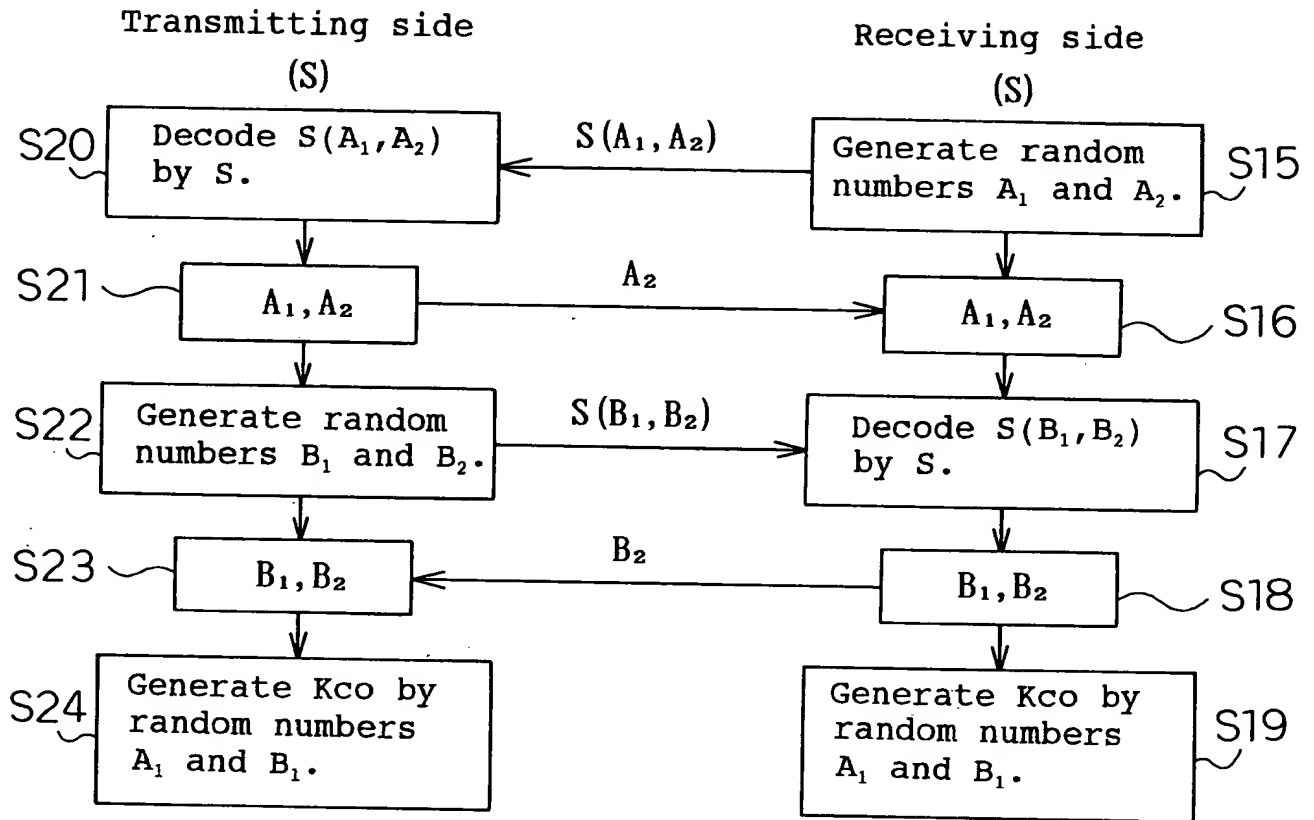 Transmitting side
(S)
Receiving side
(S)
S20
Decode S(A₁,A₂)
by S.
S(A₁,A₂)
Generate random
numbers A₁ and A₂.
S15
S21
A₁,A₂
A₂
A₁,A₂
S16
S22
Generate random
numbers B₁ and B₂.
S(B₁,B₂)
Decode S(B₁,B₂)
by S.
S17
S23
B₁,B₂
B₂
B₁,B₂
S18
S24
Generate Kco by
random numbers
A₁ and B₁.
Generate Kco by
random numbers
A₁ and B₁.
S19